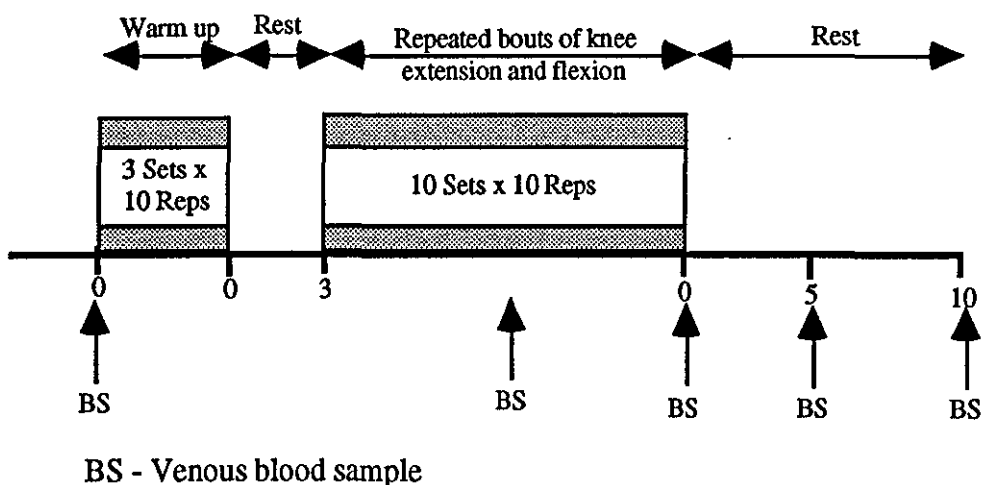 Warm up
Rest
Repeated bouts of knee
extension and flexion
Rest
3 Sets x
10 Reps
10 Sets x 10 Reps
0
0
3
0
5
10
BS
BS
BS
BS
BS
BS - Venous blood sample